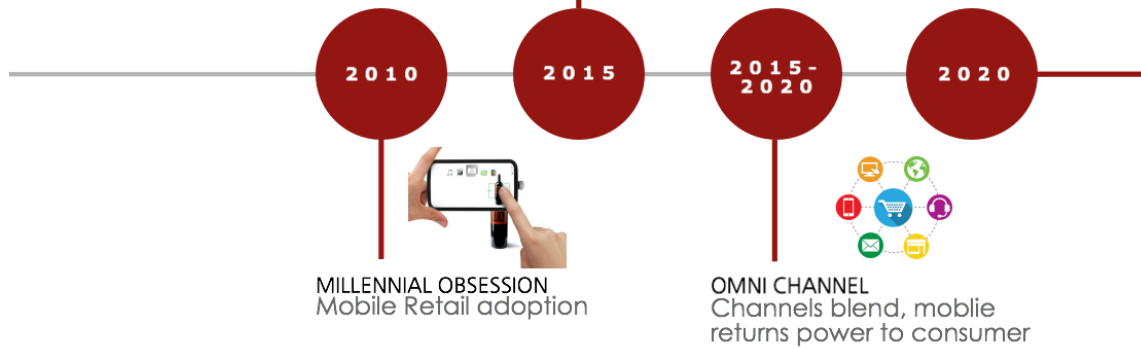 2010
2015
2015-
2020
2020
MILLENNIAL OBSESSION
Mobile Retail adoption
OMNI CHANNEL
Channels blend, moblie
returns power to consumer